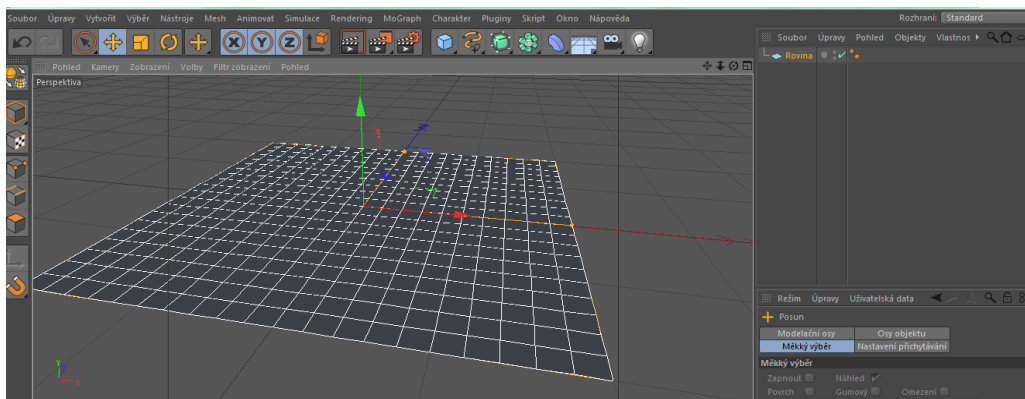 Soubor Úpravy Vytvořit Výběr Nástroje Mesh Animovat Simulace Rendering MoGraph Charakter Pluginy Skript Okno Nápověda
Rozhraní: Standard
Soubor Úpravy Pohled Objekty Vlastnos
Pohled Kamery Zobrazení Volby Filtr zobrazení Pohled
Rovina
Perspektiva
X Y Z
Režim Úpravy Uživatelská data
Posun
Modelační osy Osy objektu
Měkký výběr Nastavení přichytávání
Měkký výběr
Zapnout Náhled
Povrch Gumový Omezení
Y
X